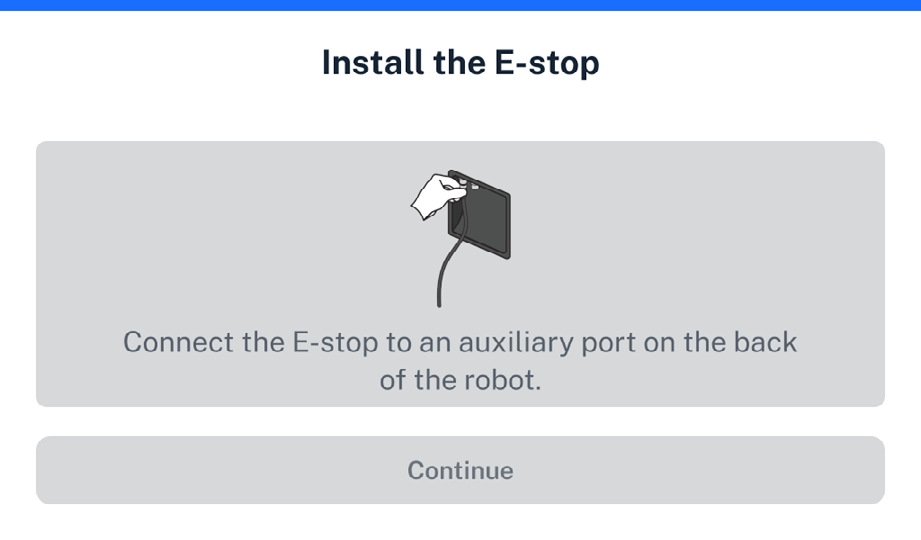 Install the E-stop
Connect the E-stop to an auxiliary port on the back
of the robot.
Continue